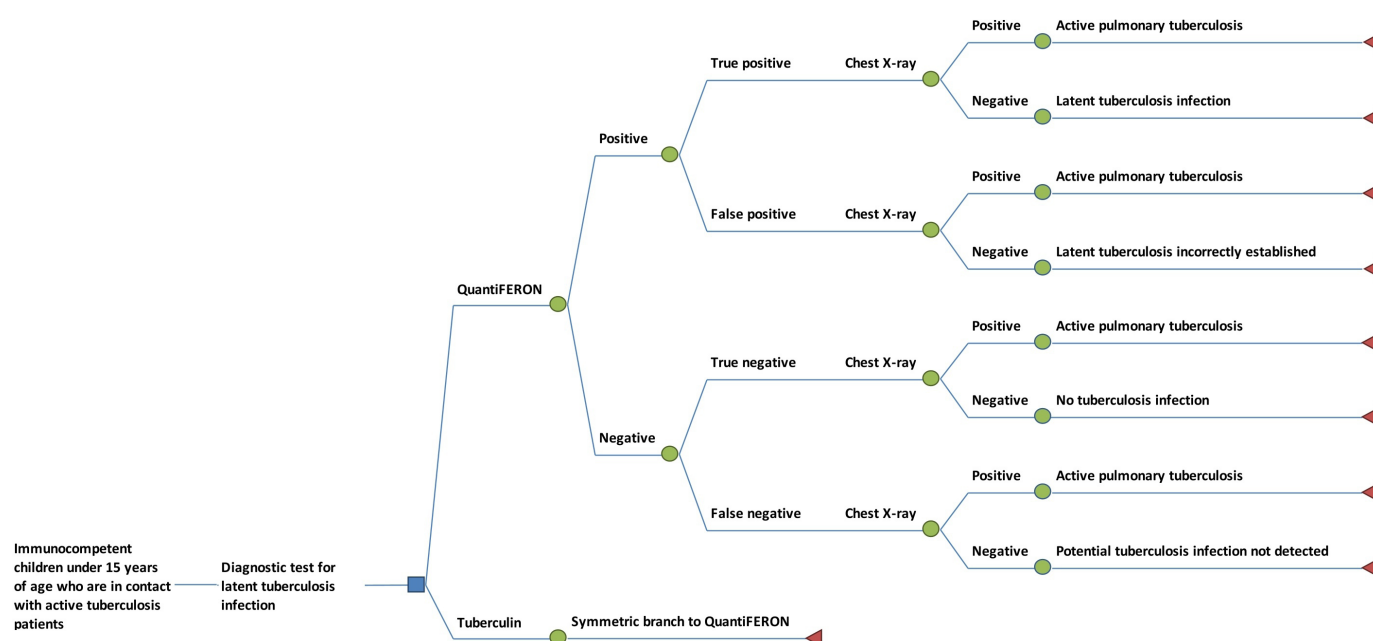 Positive
Active pulmonary tuberculosis
True positive
Chest X-ray
Negative
Latent tuberculosis infection
Positive
Positive
Active pulmonary tuberculosis
False positive
Chest X-ray
Negative
Latent tuberculosis incorrectly established
QuantiFERON
Positive
Active pulmonary tuberculosis
True negative
Chest X-ray
Negative
No tuberculosis infection
Negative
Positive
Active pulmonary tuberculosis
False negative
Chest X-ray
Negative
Potential tuberculosis infection not detected
Immunocompetent
children under 15 years
of age who are in contact
with active tuberculosis
patients
Diagnostic test for
latent tuberculosis
infection
Tuberculin
Symmetric branch to QuantiFERON